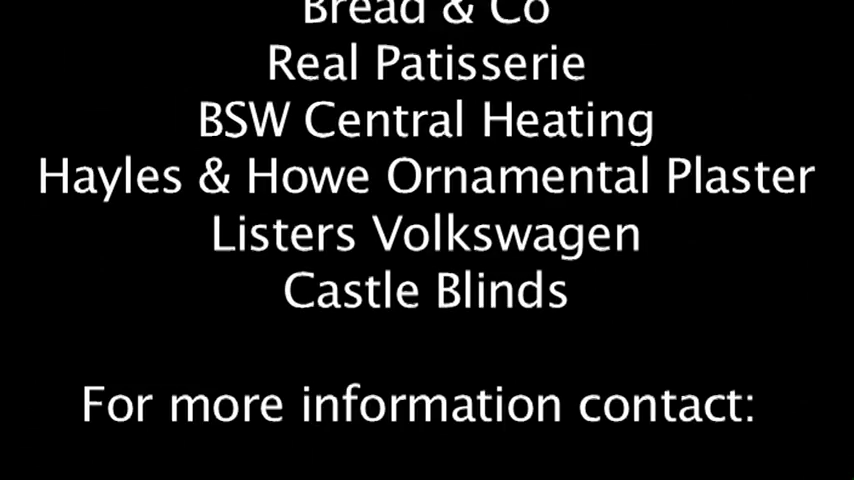 Bread & Co
Real Patisserie
BSW Central Heating
Hayles & Howe Ornamental Plaster
Listers Volkswagen
Castle Blinds
For more information contact: